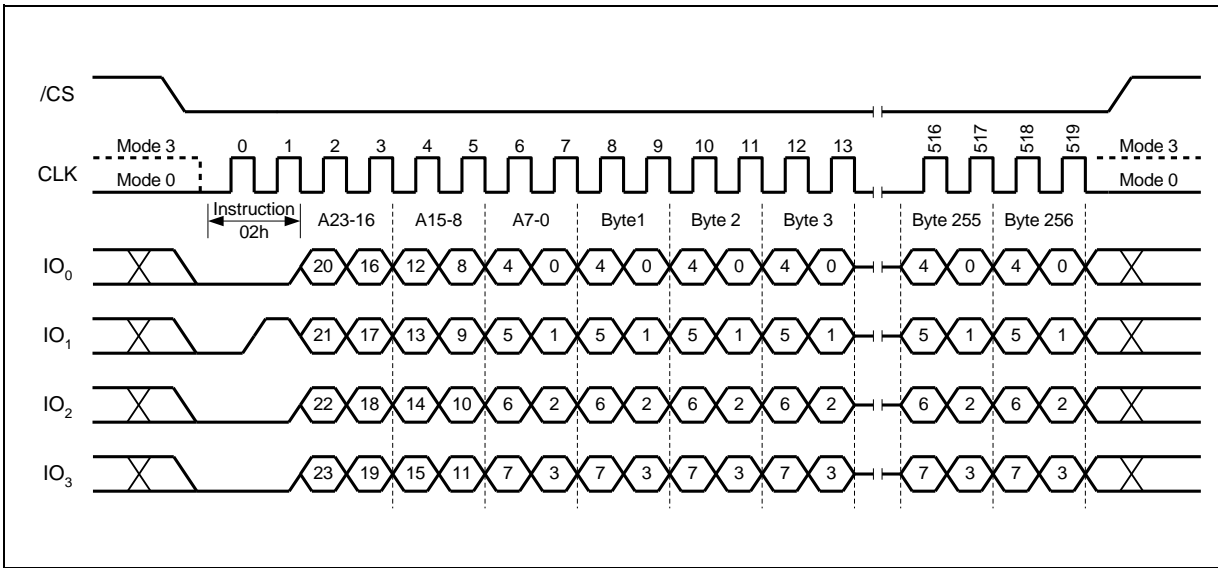 /CS
Mode 3 0 1 2 3 4 5 6 7 8 9 10 11 12 13 516 517 518 519 Mode 3
CLK
Mode 0 Mode 0
Instruction
02h
A23-16 A15-8 A7-0 Byte1 Byte 2 Byte 3 Byte 255 Byte 256
IO0 20 16 12 8 4 0 4 0 4 0 4 0 4 0 4 0
IO1 21 17 13 9 5 1 5 1 5 1 5 1 5 1 5 1
IO2 22 18 14 10 6 2 6 2 6 2 6 2 6 2 6 2
IO3 23 19 15 11 7 3 7 3 7 3 7 3 7 3 7 3